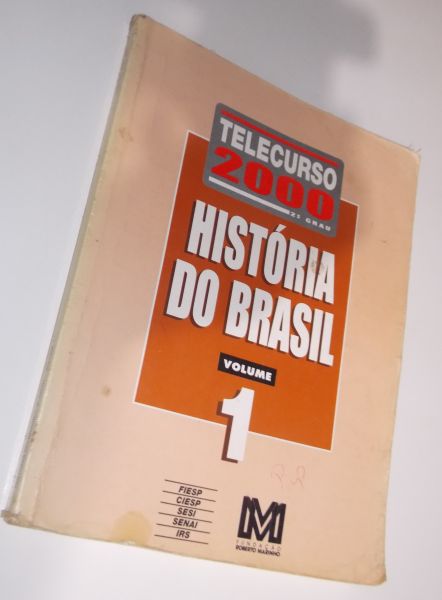 TELECURSO
2000
2º GRAU
HISTÓRIA
DO BRASIL
VOLUME
1
FIESP
CIESP
SESI
SENAI
IRS
FUNDAÇÃO
ROBERTO MARINHO